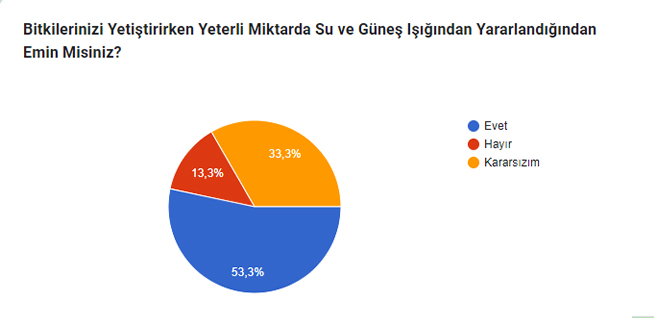 Bitkilerinizi Yetiştirirken Yeterli Miktarda Su ve Güneş Işığından Yararlandığından
Emin Misiniz?
Evet
Hayır
Kararsızım
33,3%
13,3%
53,3%